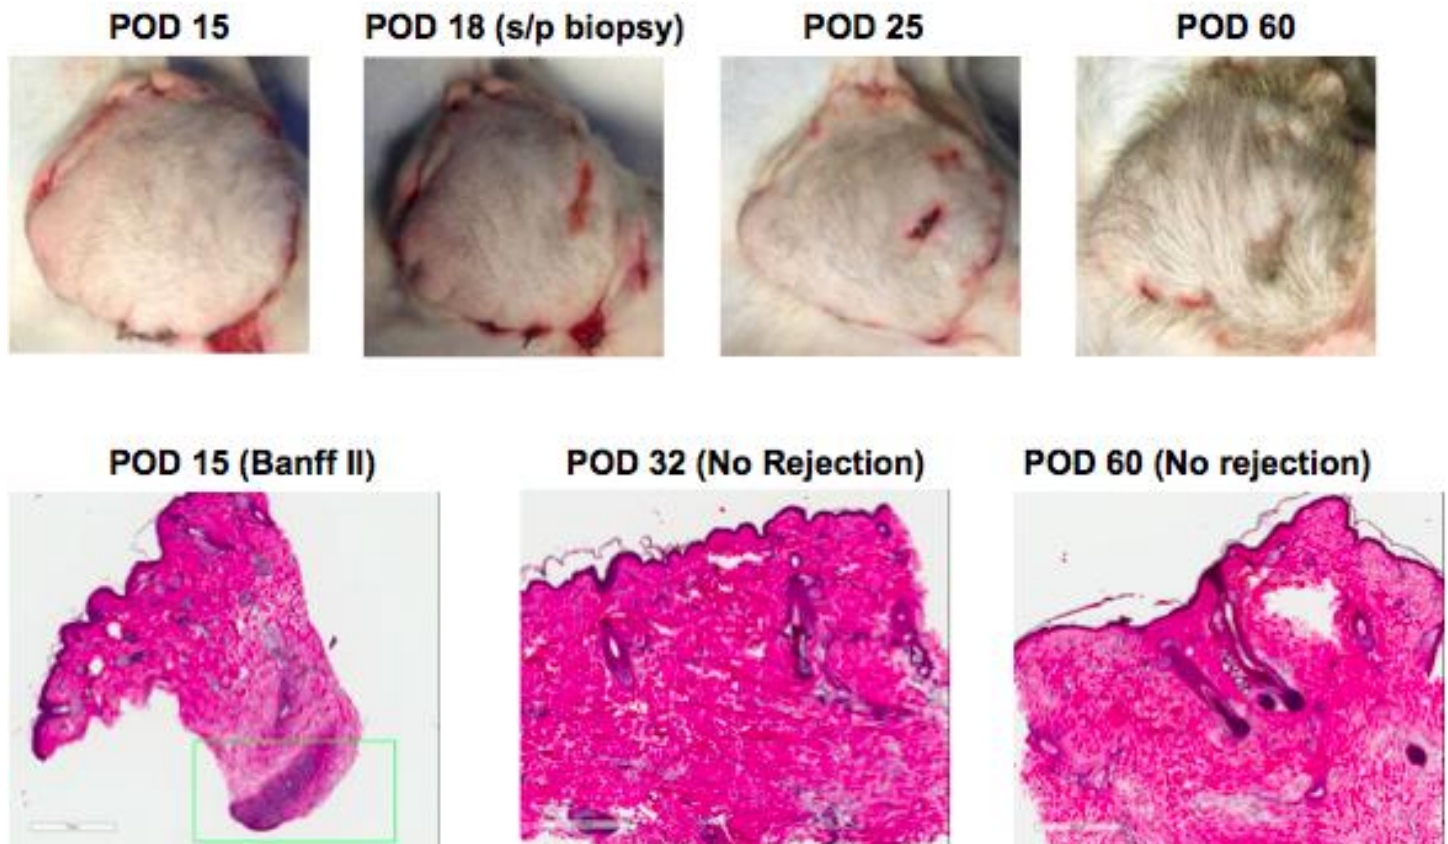 POD 15
POD 18 (s/p biopsy)
POD 25
POD 60
POD 15 (Banff II)
POD 32 (No Rejection)
POD 60 (No rejection)